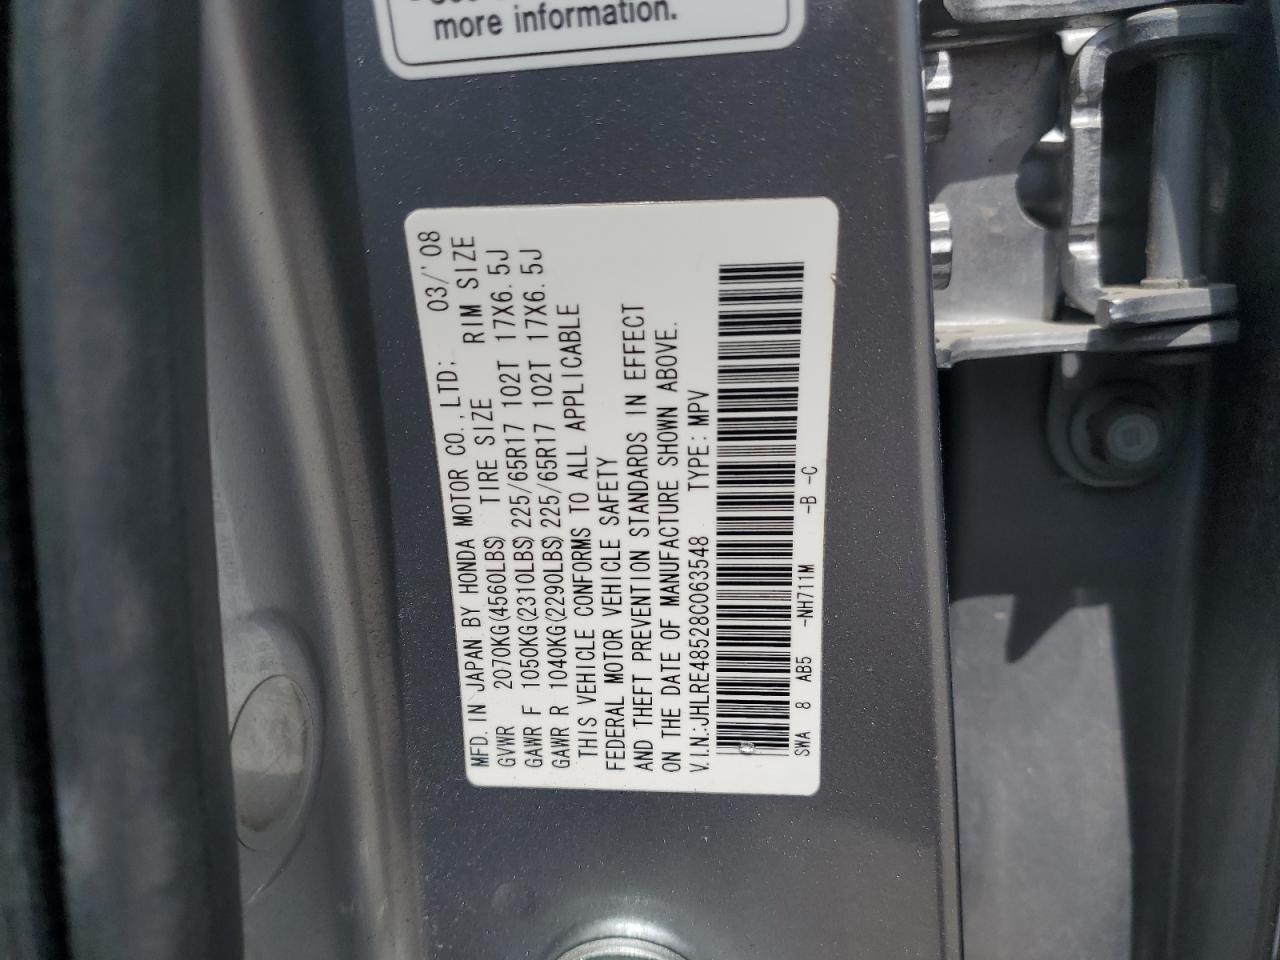 more information.
MFD. IN JAPAN BY HONDA MOTOR CO., LTD; 03/'08
GVWR 2070KG(4560LBS) TIRE SIZE RIM SIZE
GAWR F 1050KG(2310LBS) 225/65R17 102T 17X6.5J
GAWR R 1040KG(2290LBS) 225/65R17 102T 17X6.5J
THIS VEHICLE CONFORMS TO ALL APPLICABLE
FEDERAL MOTOR VEHICLE SAFETY
AND THEFT PREVENTION STANDARDS IN EFFECT
ON THE DATE OF MANUFACTURE SHOWN ABOVE.
V.I.N.:JHLRE48528C063548 TYPE:MPV
SWA 8 AB5 -NH711M -B -C